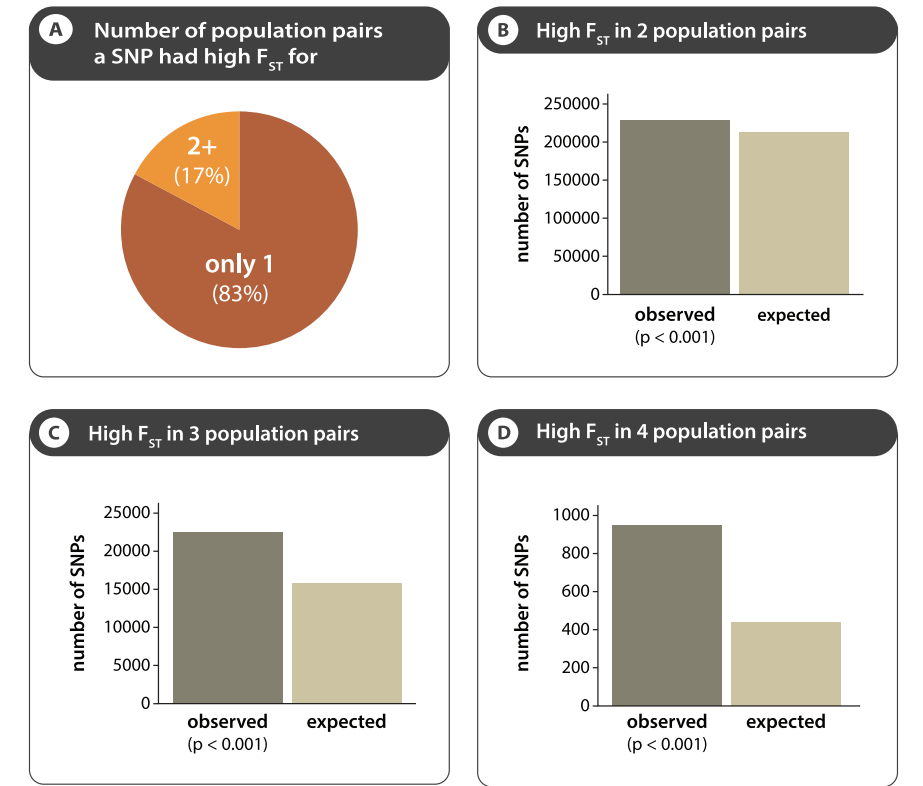 A
Number of population pairs
a SNP had high FST for
2+
(17%)
only 1
(83%)
B
High FST in 2 population pairs
number of SNPs
250000
200000
150000
100000
50000
0
observed
(p < 0.001)
expected
C
High FST in 3 population pairs
number of SNPs
25000
20000
15000
10000
5000
0
observed
(p < 0.001)
expected
D
High FST in 4 population pairs
number of SNPs
1000
800
600
400
200
0
observed
(p < 0.001)
expected